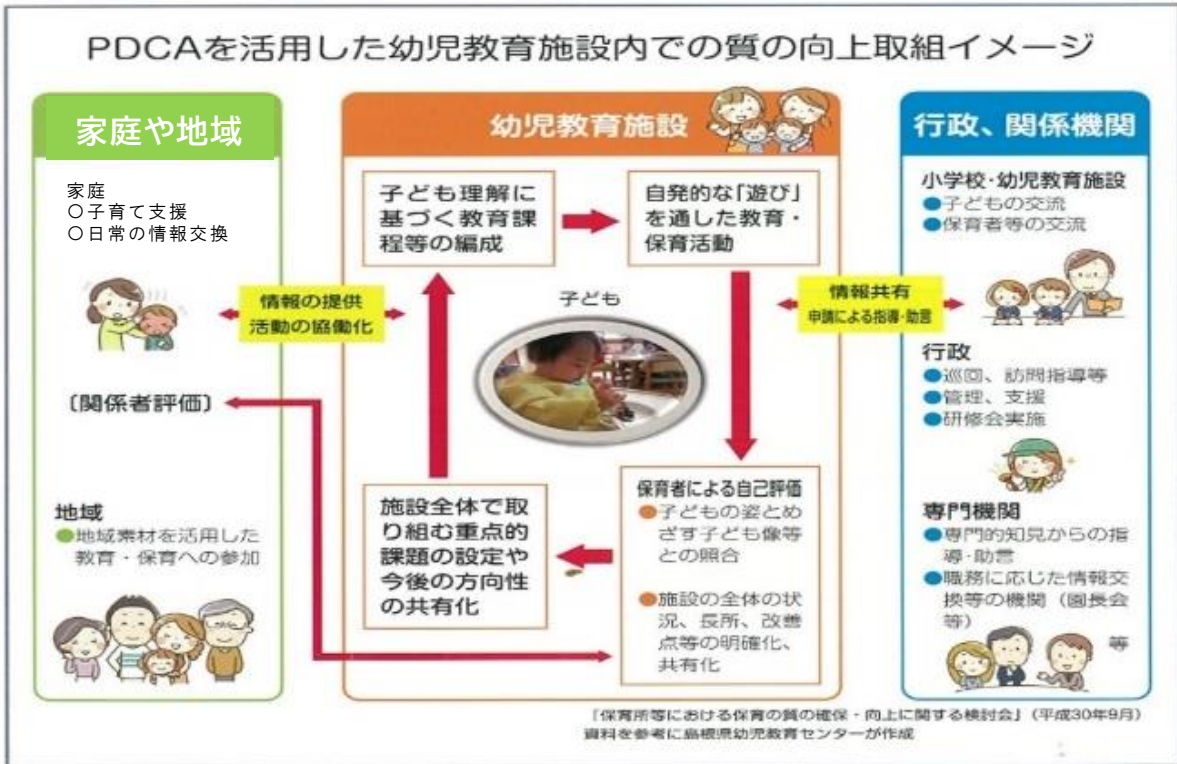 PDCAを活用した幼児教育施設内での質の向上取組イメージ
家庭や地域
家庭
〇子育て支援
〇日常の情報交換
情報の提供
活動の協働化
〔関係者評価〕
地域
●地域素材を活用した
教育・保育への参加
幼児教育施設
子ども理解に
基づく教育課
程等の編成
自発的な「遊び」
を通した教育・
保育活動
子ども
施設全体で取
り組む重点的
課題の設定や
今後の方向性
の共有化
保育者による自己評価
●子どもの姿とめ
ざす子ども像等
との照合
●施設の全体の状
況、長所、改善
点等の明確化、
共有化
情報共有
申請による指導・助言
行政、関係機関
小学校・幼児教育施設
●子どもの交流
●保育者等の交流
行政
●巡回、訪問指導等
●管理、支援
●研修会実施
専門機関
●専門的知見からの指
導・助言
●職務に応じた情報交
換等の機関（園長会
等）
等
「保育所等における保育の質の確保・向上に関する検討会」（平成30年9月）
資料を参考に島根県幼児教育センターが作成